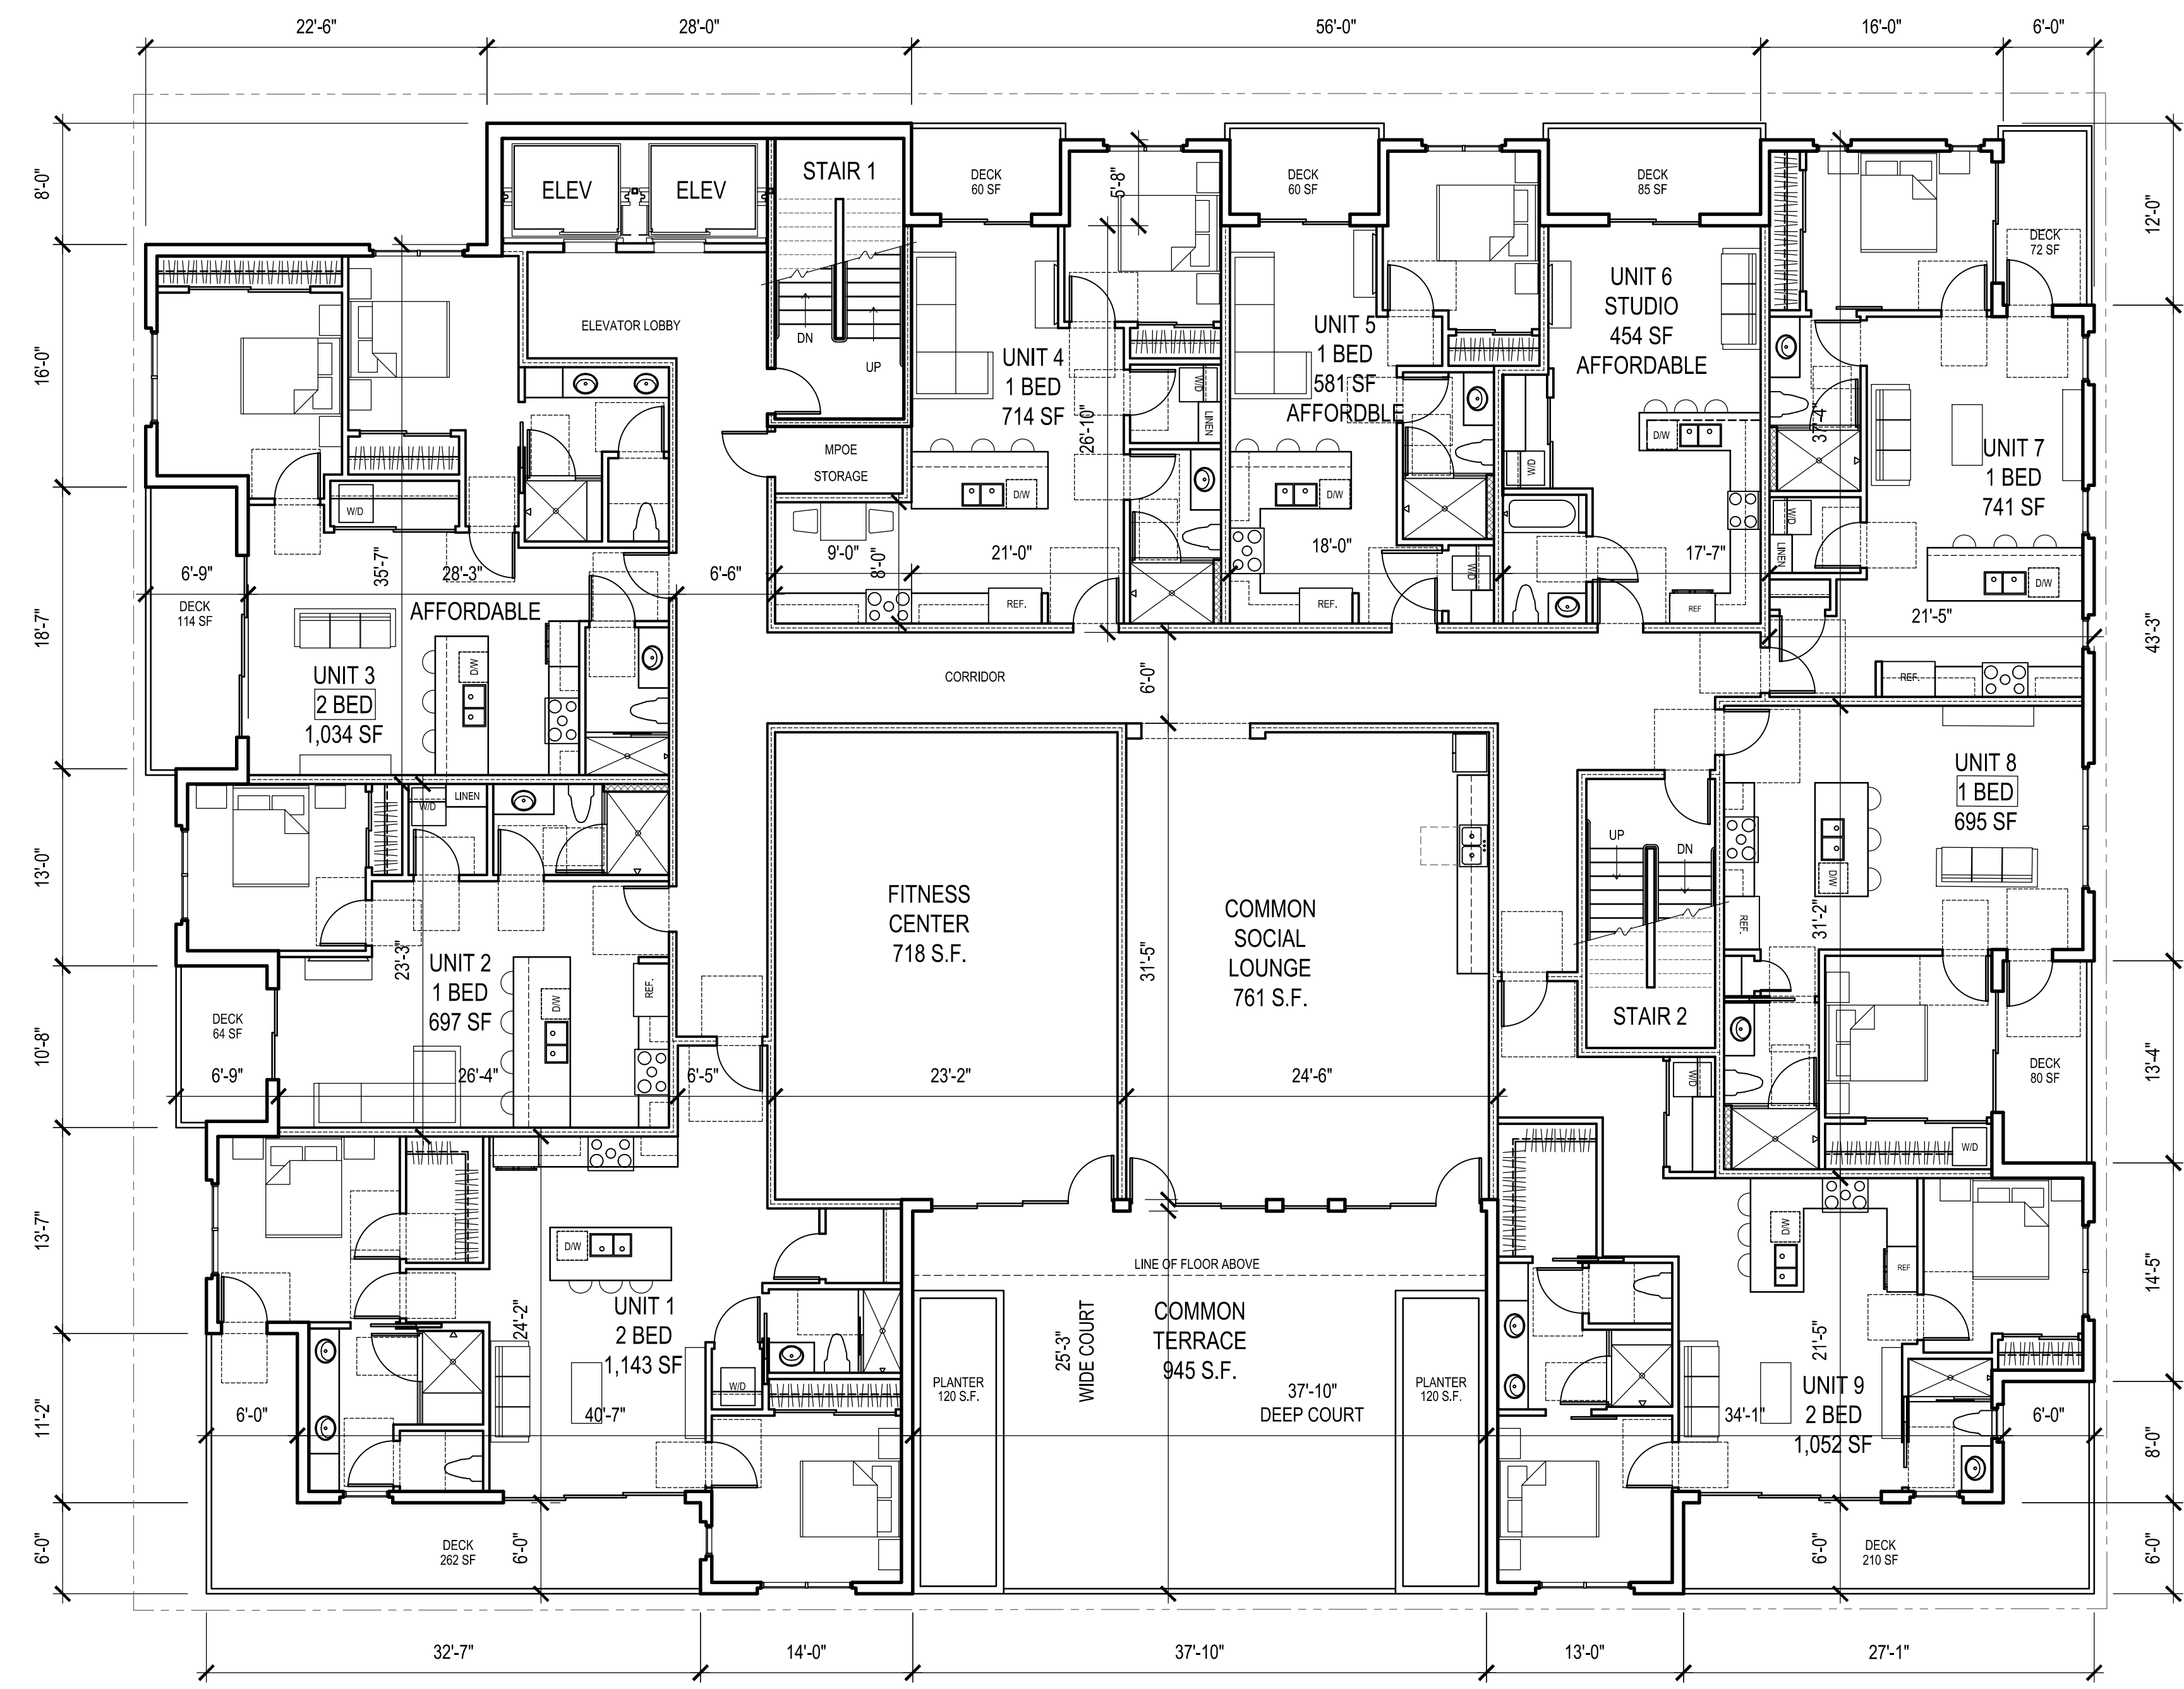 22'-6"
28'-0"
56'-0"
16'-0"
6'-0"
8'-0"
16'-0"
18'-7"
13'-0"
10'-8"
13'-7"
11'-2"
6'-0"
ELEV
ELEV
STAIR 1
DN
UP
ELEVATOR LOBBY
MPOE
STORAGE
DECK
60 SF
5'-8"
DECK
60 SF
DECK
85 SF
DECK
72 SF
12'-0"
UNIT 4
1 BED
714 SF
26'-10"
W/D
LINEN
D/W
9'-0"
8'-0"
21'-0"
REF.
UNIT 5
1 BED
581 SF
AFFORDBLE
D/W
18'-0"
W/D
REF.
UNIT 6
STUDIO
454 SF
AFFORDABLE
D/W
W/D
17'-7"
REF
UNIT 7
1 BED
741 SF
37'-4"
W/D
LINEN
D/W
21'-5"
REF.
43'-3"
W/D
35'-7"
28'-3"
6'-9"
DECK
114 SF
AFFORDABLE
UNIT 3
2 BED
1,034 SF
D/W
6'-6"
CORRIDOR
6'-0"
W/D
LINEN
UNIT 2
1 BED
697 SF
23'-3"
D/W
REF.
DECK
64 SF
6'-9"
26'-4"
6'-5"
FITNESS
CENTER
718 S.F.
23'-2"
COMMON
SOCIAL
LOUNGE
761 S.F.
31'-5"
24'-6"
UP
DN
STAIR 2
UNIT 8
1 BED
695 SF
D/W
REF.
31'-2"
W/D
W/D
DECK
80 SF
13'-4"
UNIT 1
2 BED
1,143 SF
D/W
24'-2"
W/D
40'-7"
6'-0"
DECK
262 SF
6'-0"
LINE OF FLOOR ABOVE
COMMON
TERRACE
945 S.F.
25'-3"
WIDE COURT
37'-10"
DEEP COURT
PLANTER
120 S.F.
PLANTER
120 S.F.
D/W
REF
UNIT 9
2 BED
1,052 SF
21'-5"
34'-1"
6'-0"
DECK
210 SF
6'-0"
14'-5"
8'-0"
6'-0"
32'-7"
14'-0"
37'-10"
13'-0"
27'-1"